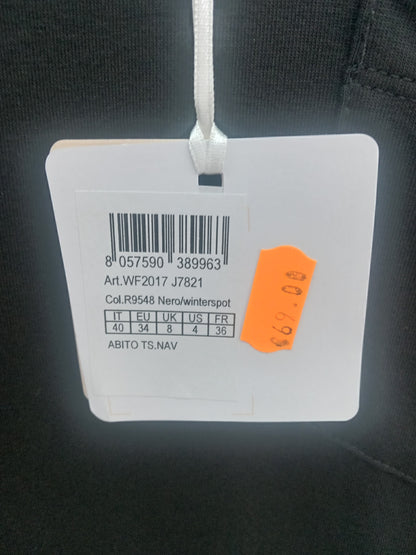 8 057590 389963
Art.WF2017 J7821
Col.R9548 Nero/winterspot
IT EU UK US FR
40 34 8 4 36
ABITO TS.NAV
€69.00